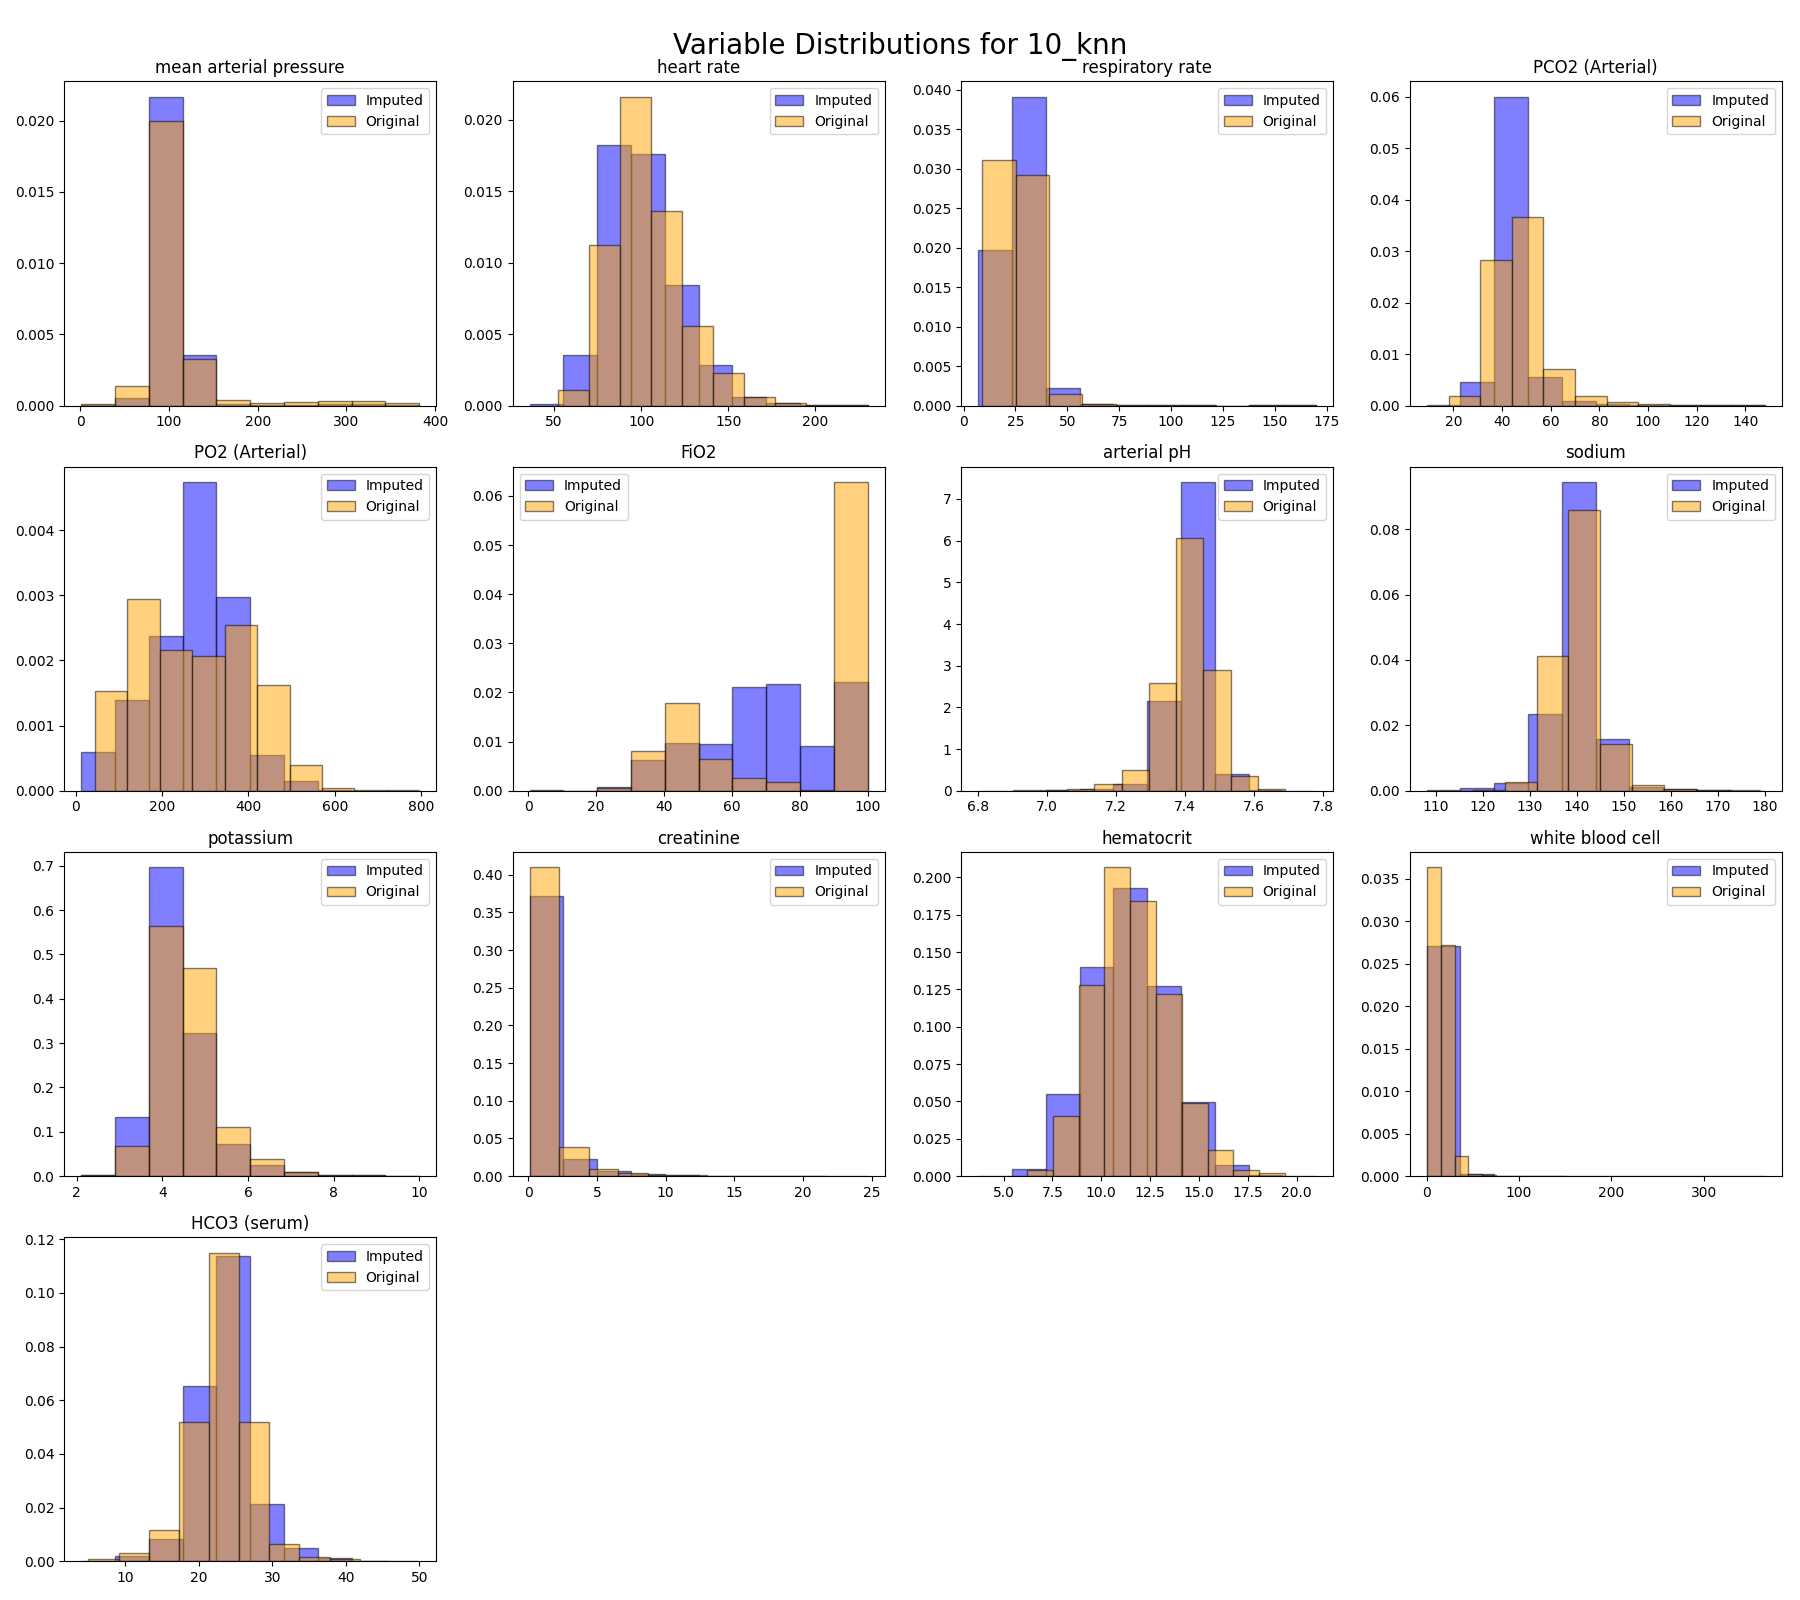 Variable Distributions for 10_knn
mean arterial pressure
Imputed
Original
0.020
0.015
0.010
0.005
0.000
0 100 200 300 400
heart rate
Imputed
Original
0.020
0.015
0.010
0.005
0.000
50 100 150 200
respiratory rate
Imputed
Original
0.040
0.035
0.030
0.025
0.020
0.015
0.010
0.005
0.000
0 25 50 75 100 125 150 175
PCO2 (Arterial)
Imputed
Original
0.06
0.05
0.04
0.03
0.02
0.01
0.00
20 40 60 80 100 120 140
PO2 (Arterial)
Imputed
Original
0.004
0.003
0.002
0.001
0.000
0 200 400 600 800
FiO2
Imputed
Original
0.06
0.05
0.04
0.03
0.02
0.01
0.00
0 20 40 60 80 100
arterial pH
Imputed
Original
7
6
5
4
3
2
1
0
6.8 7.0 7.2 7.4 7.6 7.8
sodium
Imputed
Original
0.08
0.06
0.04
0.02
0.00
110 120 130 140 150 160 170 180
potassium
Imputed
Original
0.7
0.6
0.5
0.4
0.3
0.2
0.1
0.0
2 4 6 8 10
creatinine
Imputed
Original
0.40
0.35
0.30
0.25
0.20
0.15
0.10
0.05
0.00
0 5 10 15 20 25
hematocrit
Imputed
Original
0.200
0.175
0.150
0.125
0.100
0.075
0.050
0.025
0.000
5.0 7.5 10.0 12.5 15.0 17.5 20.0
white blood cell
Imputed
Original
0.035
0.030
0.025
0.020
0.015
0.010
0.005
0.000
0 100 200 300
HCO3 (serum)
Imputed
Original
0.12
0.10
0.08
0.06
0.04
0.02
0.00
10 20 30 40 50